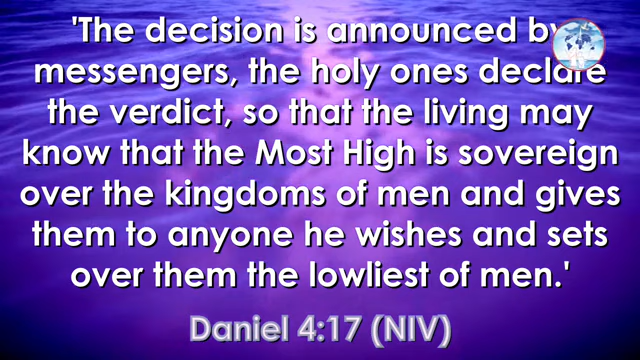 'The decision is announced by
messengers, the holy ones declare
the verdict, so that the living may
know that the Most High is sovereign
over the kingdoms of men and gives
them to anyone he wishes and sets
over them the lowliest of men.'
Daniel 4:17 (NIV)